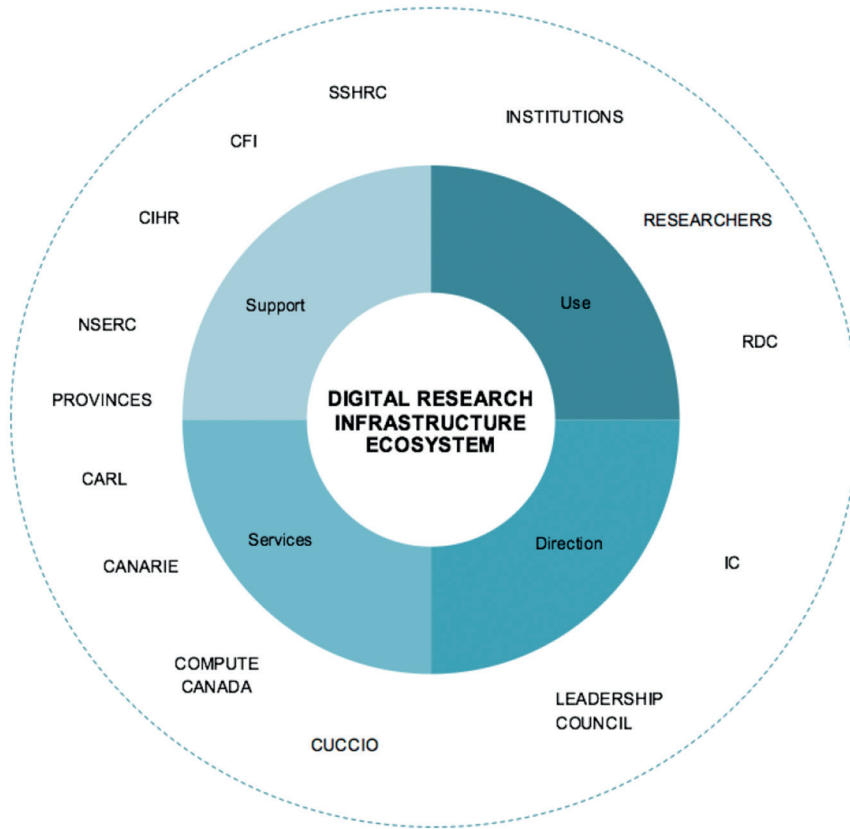 SSHRC
INSTITUTIONS
CFI
CIHR
RESEARCHERS
Support
Use
NSERC
RDC
PROVINCES
DIGITAL RESEARCH
INFRASTRUCTURE
ECOSYSTEM
CARL
Services
Direction
CANARIE
IC
COMPUTE
CANADA
LEADERSHIP
COUNCIL
CUCCIO